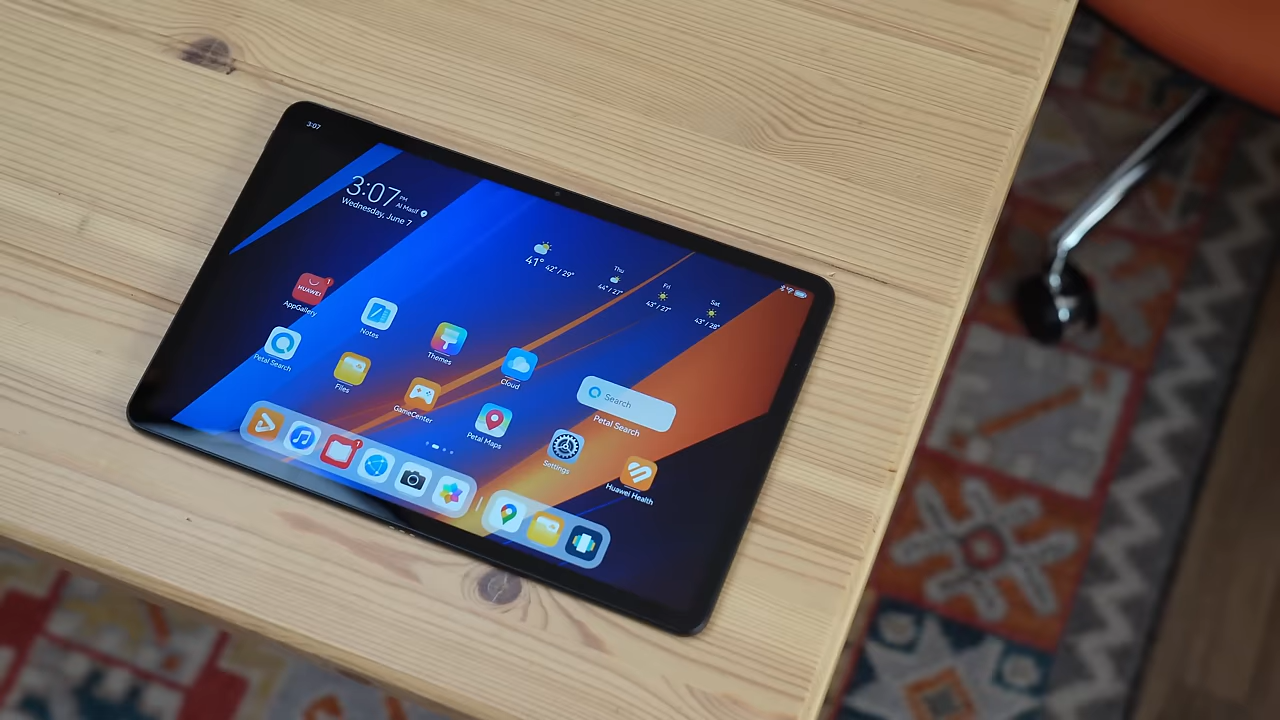 3:07
3:07 PM
Al Masif
Wednesday, June 7
41° 42° / 29°
Thu
44° / 27°
Fri
43° / 27°
Sat
43° / 28°
HUAWEI
1
AppGallery
Notes
Themes
Cloud
Search
Petal Search
Petal Search
Files
GameCenter
Petal Maps
Settings
Huawei Health
1